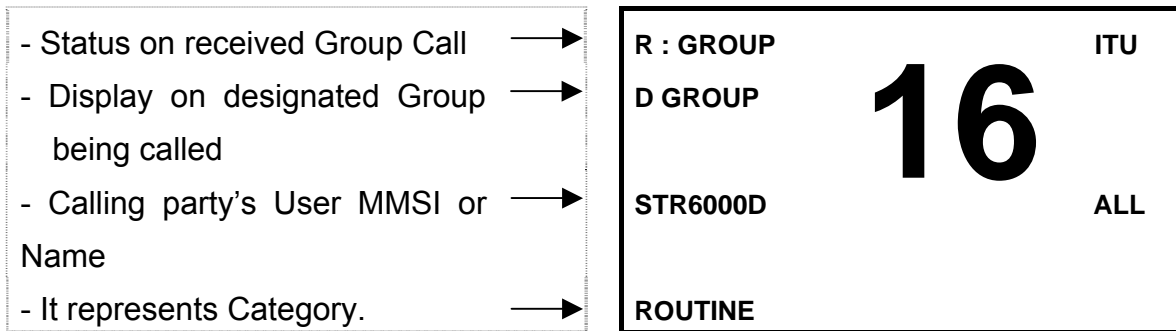 - Status on received Group Call
- Display on designated Group
being called
- Calling party's User MMSI or
Name
- It represents Category.
R : GROUP ITU
D GROUP 16
STR6000D ALL
ROUTINE